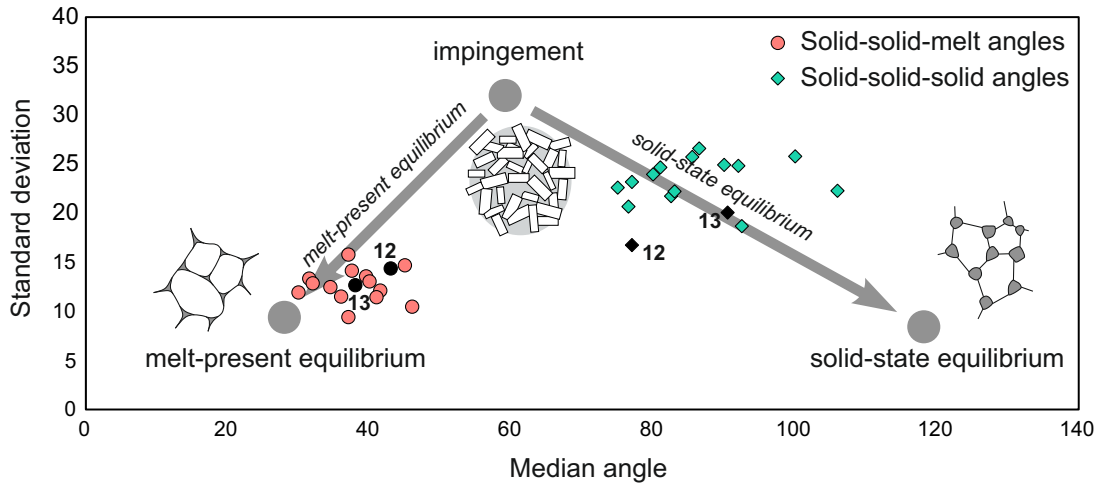 40
35
30
25
20
15
10
5
0
Standard deviation
impingement
Solid-solid-melt angles
Solid-solid-solid angles
melt-present equilibrium
solid-state equilibrium
12
13
13
12
melt-present equilibrium
solid-state equilibrium
0
20
40
60
80
100
120
140
Median angle